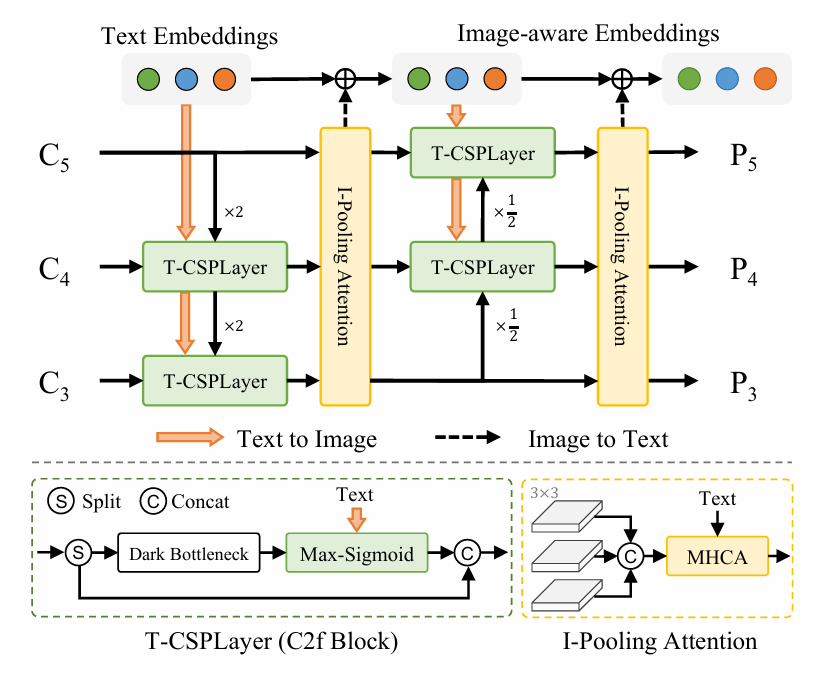 Text Embeddings
Image-aware Embeddings
C5
T-CSPLayer
P5
×2
×1/2
I-Pooling Attention
I-Pooling Attention
C4
T-CSPLayer
T-CSPLayer
P4
×2
×1/2
C3
T-CSPLayer
P3
Text to Image
Image to Text
S Split
C Concat
Text
3×3
Text
S
Dark Bottleneck
Max-Sigmoid
C
C
MHCA
T-CSPLayer (C2f Block)
I-Pooling Attention